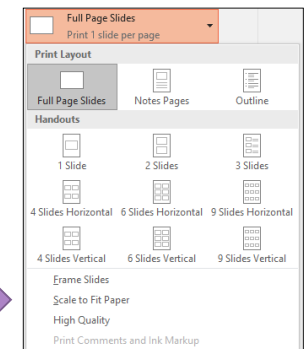 Full Page Slides
Print 1 slide per page
Print Layout
Full Page Slides Notes Pages Outline
Handouts
1 Slide 2 Slides 3 Slides
4 Slides Horizontal 6 Slides Horizontal 9 Slides Horizontal
4 Slides Vertical 6 Slides Vertical 9 Slides Vertical
Frame Slides
Scale to Fit Paper
High Quality
Print Comments and Ink Markup